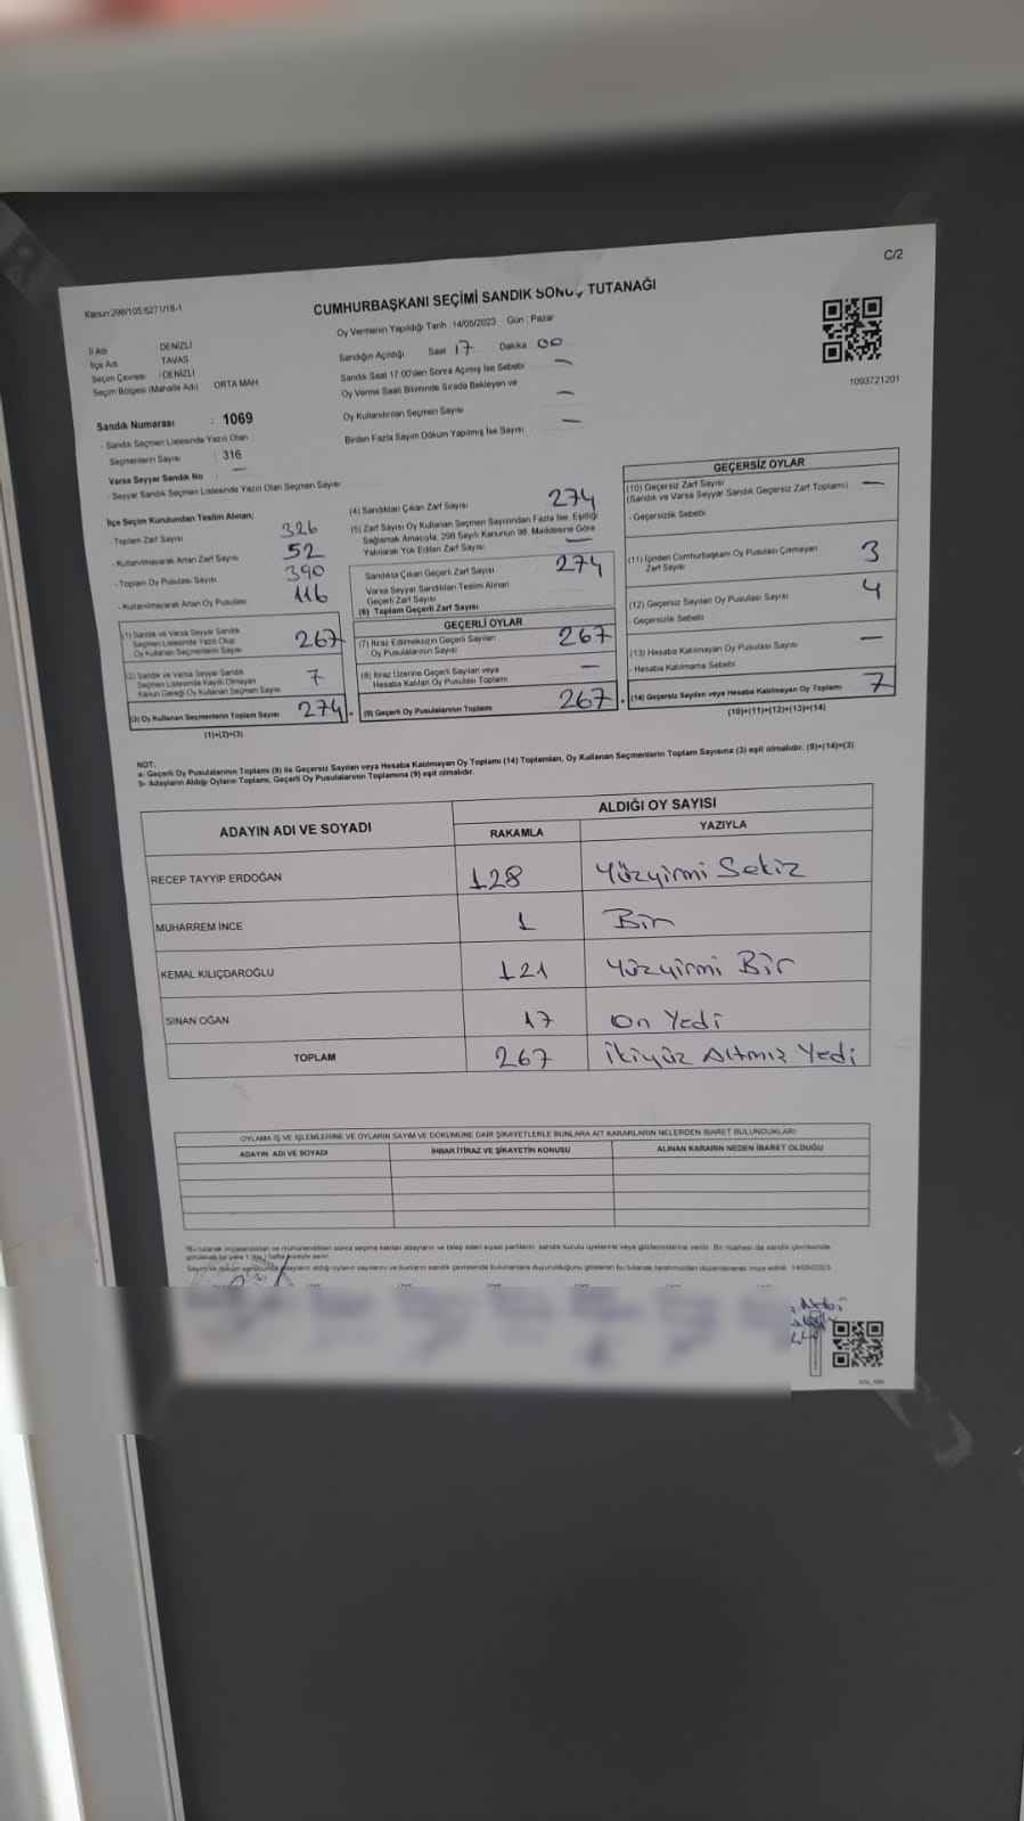 C/2
Kanun:298/105:6271/18-1
CUMHURBAŞKANI SEÇİMİ SANDIK SONUÇ TUTANAĞI
Oy Vermenin Yapıldığı Tarih :14/05/2023 Gün : Pazar
İl Adı : DENİZLİ
İlçe Adı : TAVAS
Seçim Çevresi : DENİZLİ
Seçim Bölgesi (Mahalle Adı) : ORTA MAH
Sandığın Açıldığı Saat 17 Dakika 00
Sandık Saat 17:00'den Sonra Açılmış İse Sebebi —
Oy Verme Saati Bitiminde Sırada Bekleyen ve
Oy Kullandırılan Seçmen Sayısı —
Birden Fazla Sayım Döküm Yapılmış İse Sayısı —
1093721201
Sandık Numarası : 1069
- Sandık Seçmen Listesinde Yazılı Olan
Seçmenlerin Sayısı : 316
Varsa Seyyar Sandık No : —
- Seyyar Sandık Seçmen Listesinde Yazılı Olan Seçmen Sayısı
İlçe Seçim Kurulundan Teslim Alınan;
- Toplam Zarf Sayısı 326
- Kullanılmayarak Artan Zarf Sayısı 52
- Toplam Oy Pusulası Sayısı 390
- Kullanılmayarak Artan Oy Pusulası 116
(1) Sandık ve Varsa Seyyar Sandık
Seçmen Listesinde Yazılı Olup
Oy Kullanan Seçmenlerin Sayısı 267
(2) Sandık ve Varsa Seyyar Sandık
Seçmen Listesinde Kayıtlı Olmayan
Kanun Gereği Oy Kullanan Seçmen Sayısı 7
(3) Oy Kullanan Seçmenlerin Toplam Sayısı 274
(1)+(2)=(3)
(4) Sandıktan Çıkan Zarf Sayısı 274
(5) Zarf Sayısı Oy Kullanan Seçmen Sayısından Fazla İse, Eşitliği
Sağlamak Amacıyla, 298 Sayılı Kanunun 98. Maddesine Göre
Yakılarak Yok Edilen Zarf Sayısı —
Sandıkta Çıkan Geçerli Zarf Sayısı 274
Varsa Seyyar Sandıktan Teslim Alınan
Geçerli Zarf Sayısı
(6) Toplam Geçerli Zarf Sayısı
GEÇERLİ OYLAR
(7) İtiraz Edilmeksizin Geçerli Sayılan
Oy Pusulalarının Sayısı 267
(8) İtiraz Üzerine Geçerli Sayılan veya
Hesaba Katılan Oy Pusulası Toplamı —
(9) Geçerli Oy Pusulalarının Toplamı 267
GEÇERSİZ OYLAR
(10) Geçersiz Zarf Sayısı —
(Sandık ve Varsa Seyyar Sandık Geçersiz Zarf Toplamı)
- Geçersizlik Sebebi
(11) İçinden Cumhurbaşkanı Oy Pusulası Çıkmayan
Zarf Sayısı 3
(12) Geçersiz Sayılan Oy Pusulası Sayısı 4
- Geçersizlik Sebebi
(13) Hesaba Katılmayan Oy Pusulası Sayısı —
- Hesaba Katılmama Sebebi
(14) Geçersiz Sayılan veya Hesaba Katılmayan Oy Toplamı 7
(10)+(11)+(12)+(13)=(14)
NOT:
a- Geçerli Oy Pusulalarının Toplamı (9) ile Geçersiz Sayılan veya Hesaba Katılmayan Oy Toplamı (14) Toplamları, Oy Kullanan Seçmenlerin Toplam Sayısına (3) eşit olmalıdır. (9)+(14)=(3)
b- Adayların Aldığı Oyların Toplamı, Geçerli Oy Pusulalarının Toplamına (9) eşit olmalıdır.
ADAYIN ADI VE SOYADI
ALDIĞI OY SAYISI
RAKAMLA YAZIYLA
RECEP TAYYİP ERDOĞAN 128 Yüzyirmi Sekiz
MUHARREM İNCE 1 Bir
KEMAL KILIÇDAROĞLU 121 Yüzyirmi Bir
SİNAN OĞAN 17 On Yedi
TOPLAM 267 İkiyüz Altmış Yedi
OYLAMA İŞ VE İŞLEMLERİNE VE OYLARIN SAYIM VE DÖKÜMÜNE DAİR ŞİKAYETLERLE BUNLARA AİT KARARLARIN NELERDEN İBARET BULUNDUKLARI
ADAYIN ADI VE SOYADI İHBAR İTİRAZ VE ŞİKAYETİN KONUSU ALINAN KARARIN NEDEN İBARET OLDUĞU